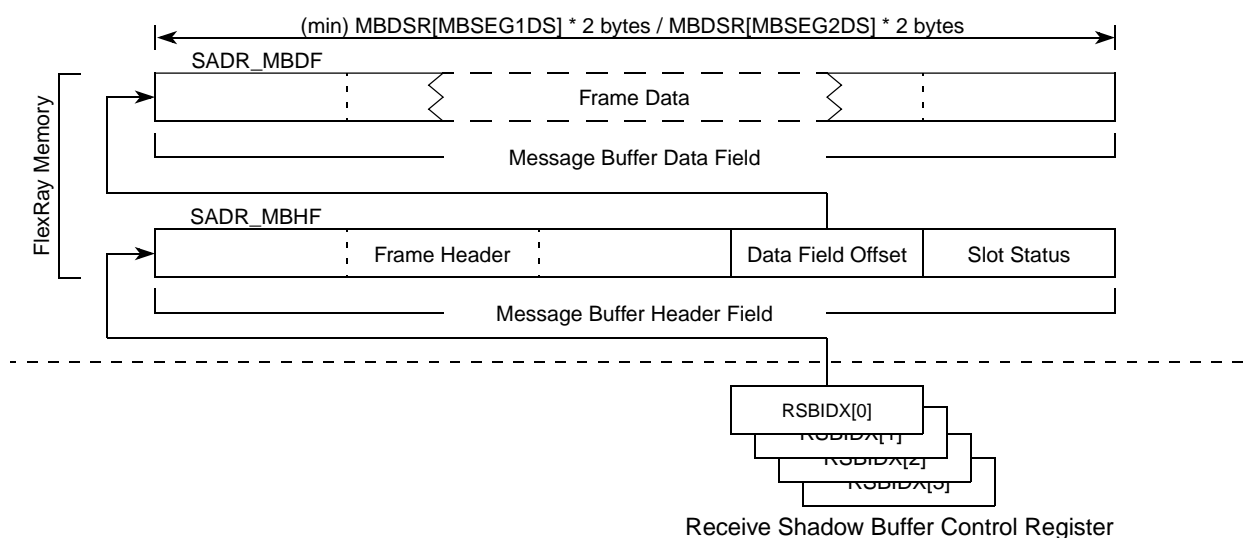 (min) MBDSR[MBSEG1DS] * 2 bytes / MBDSR[MBSEG2DS] * 2 bytes
SADR_MBDF
Frame Data
Message Buffer Data Field
FlexRay Memory
SADR_MBHF
Frame Header
Data Field Offset
Slot Status
Message Buffer Header Field
RSBIDX[0]
RSBIDX[1]
RSBIDX[2]
RSBIDX[3]
Receive Shadow Buffer Control Register